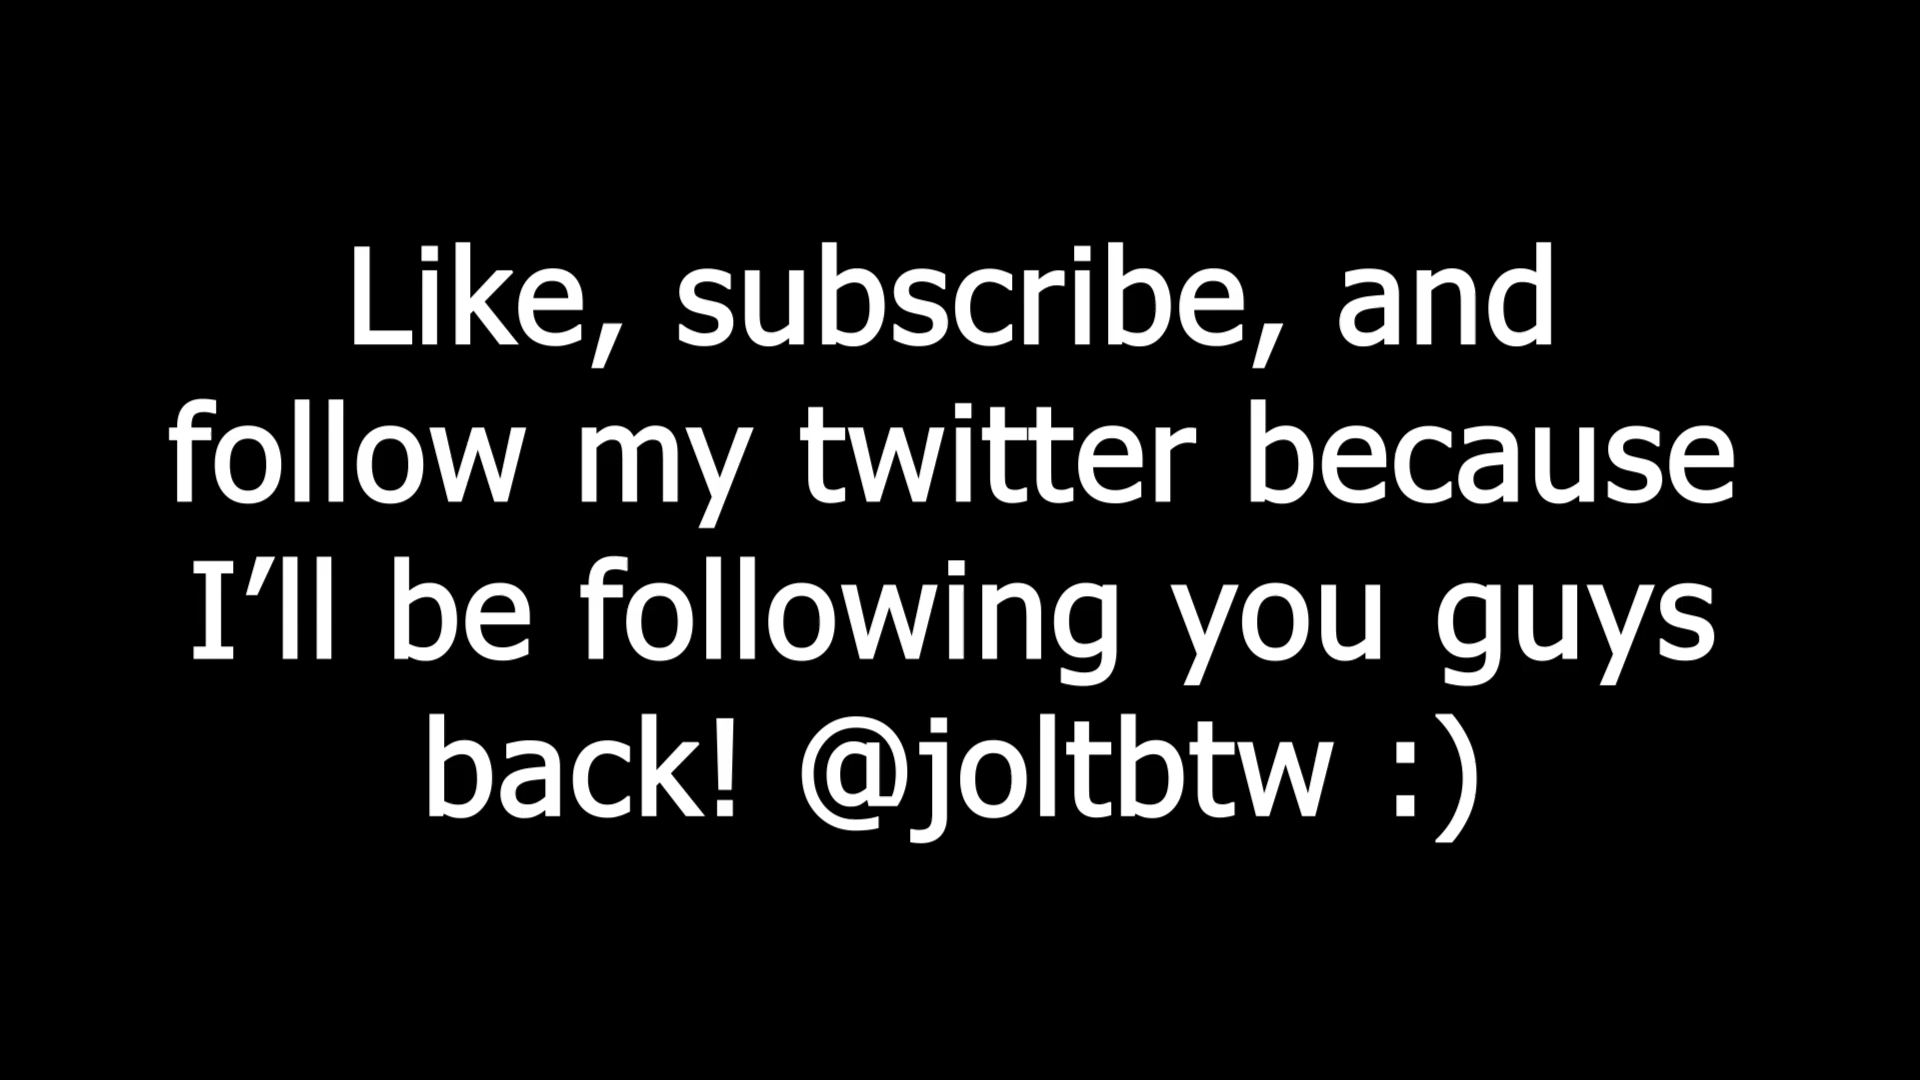 Like, subscribe, and
follow my twitter because
I’ll be following you guys
back! @joltbtw :)